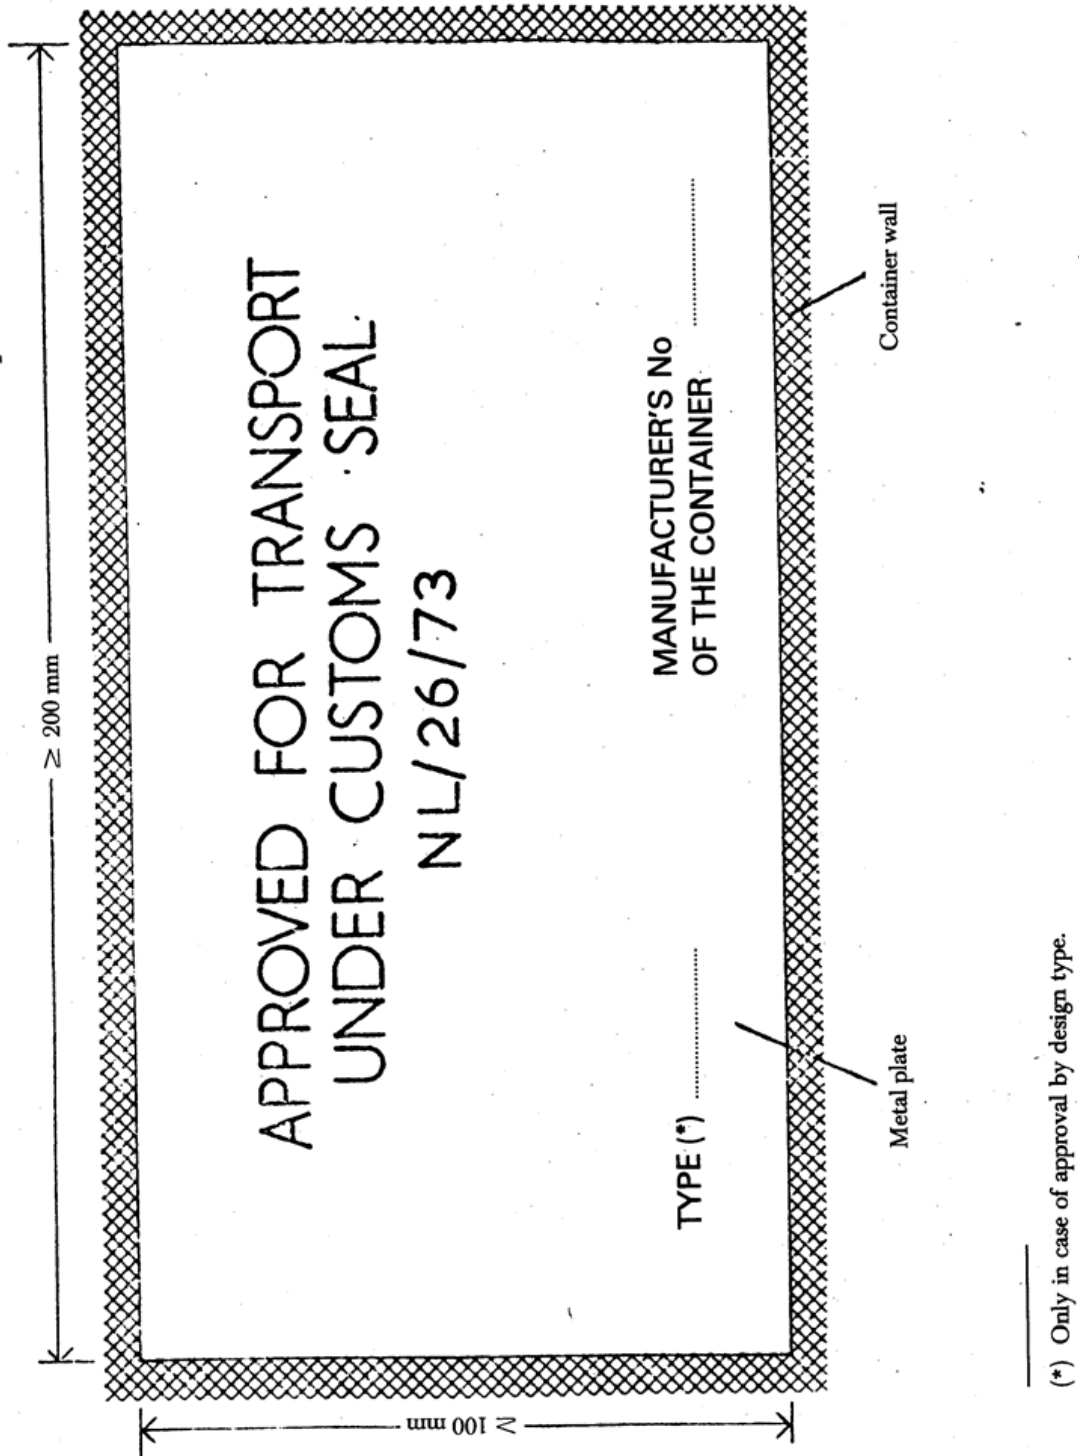 ≥ 200 mm
≥ 100 mm
APPROVED FOR TRANSPORT
UNDER CUSTOMS SEAL
NL/26/73
TYPE (*) ....................
MANUFACTURER'S No
OF THE CONTAINER ....................
Metal plate
Container wall
(*) Only in case of approval by design type.